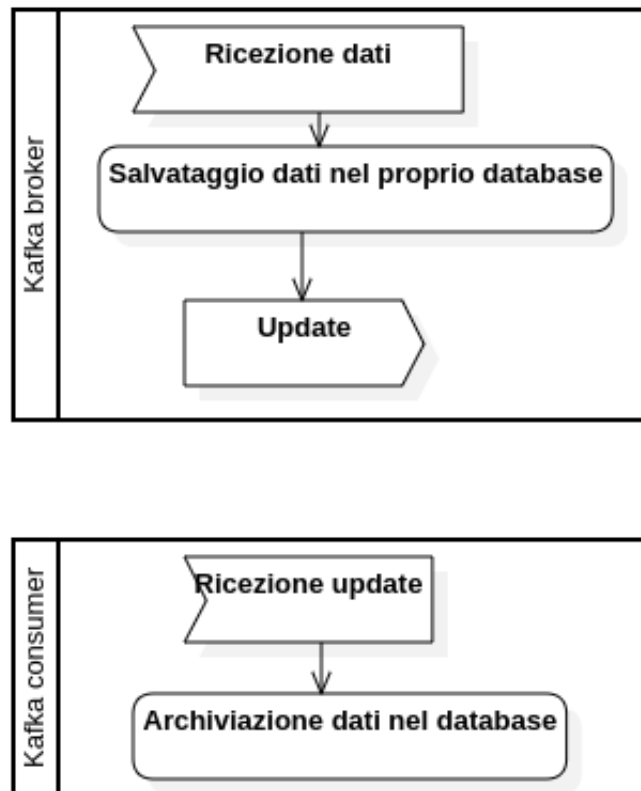 Kafka broker
Ricezione dati
Salvataggio dati nel proprio database
Update
Kafka consumer
Ricezione update
Archiviazione dati nel database